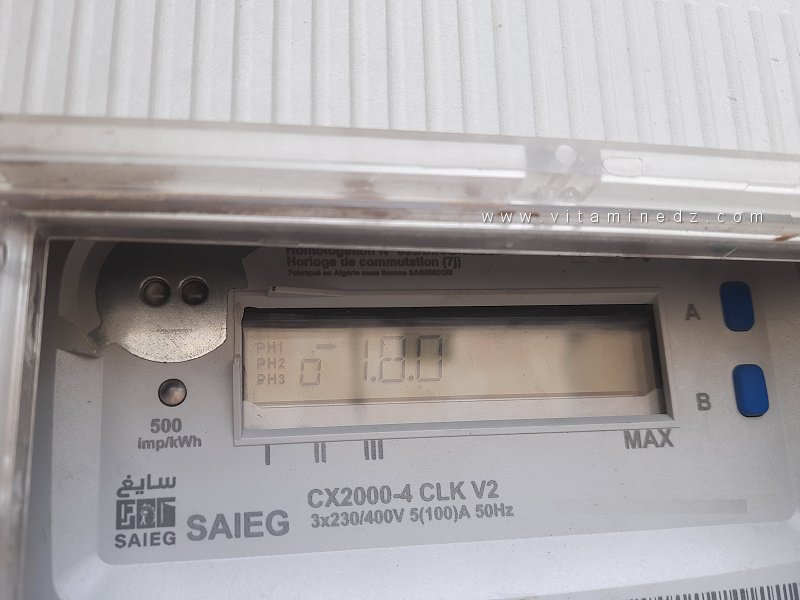 www.vitaminedz.com
Homologation N°
Horloge de commutation (7j)
Fabriqué en Algérie sous licence SAGEMCOM
A
PH1
PH2
PH3
o 1.8.0
B
500
imp/kWh
I II III MAX
سايغ
SAIEG
SAIEG
CX2000-4 CLK V2
3x230/400V 5(100)A 50Hz